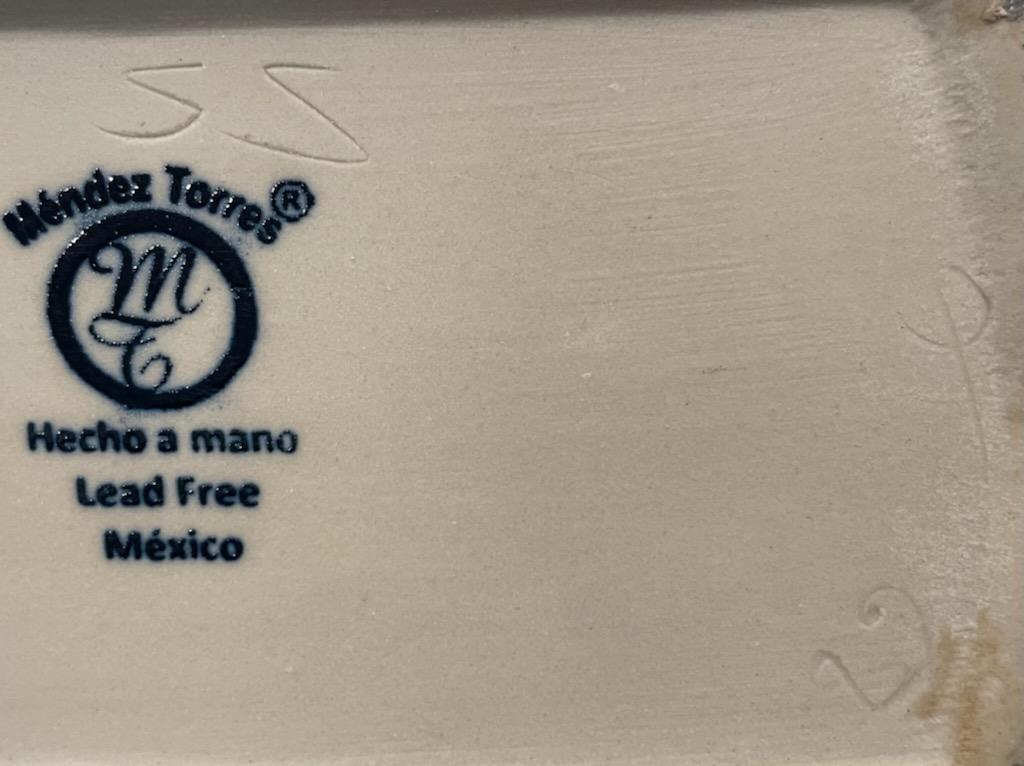 Méndez Torres®
MT
Hecho a mano
Lead Free
México